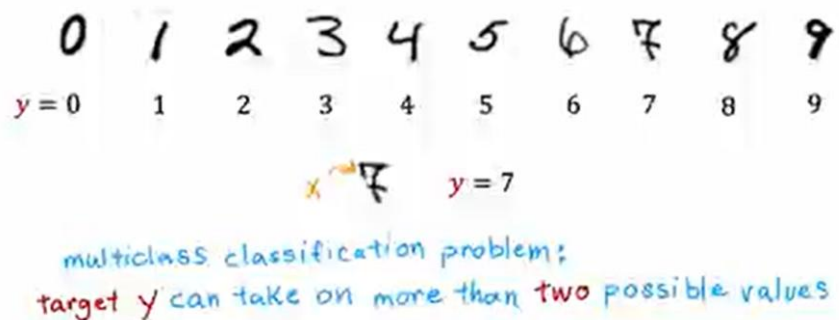 0 1 2 3 4 5 6 7 8 9
y = 0 1 2 3 4 5 6 7 8 9
x 7 y = 7
multiclass classification problem:
target y can take on more than two possible values